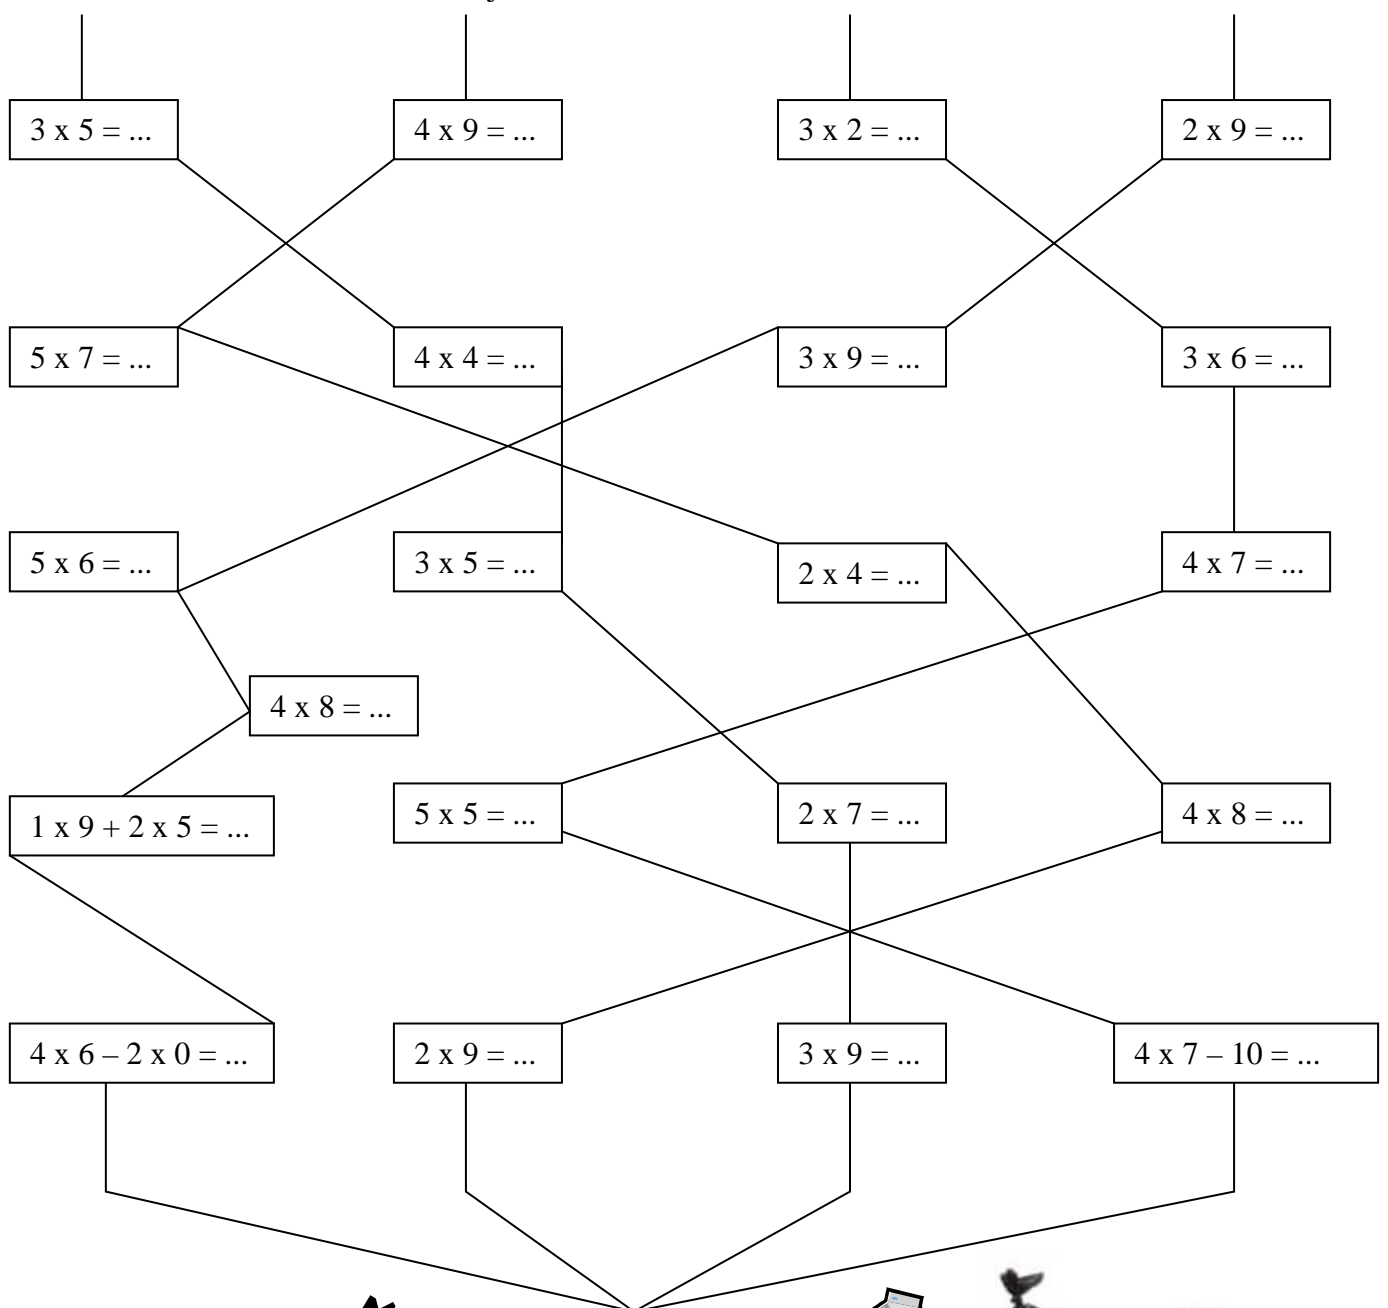 3 x 5 = ...
4 x 9 = ...
3 x 2 = ...
2 x 9 = ...
5 x 7 = ...
4 x 4 = ...
3 x 9 = ...
3 x 6 = ...
5 x 6 = ...
3 x 5 = ...
2 x 4 = ...
4 x 7 = ...
4 x 8 = ...
1 x 9 + 2 x 5 = ...
5 x 5 = ...
2 x 7 = ...
4 x 8 = ...
4 x 6 – 2 x 0 = ...
2 x 9 = ...
3 x 9 = ...
4 x 7 – 10 = ...